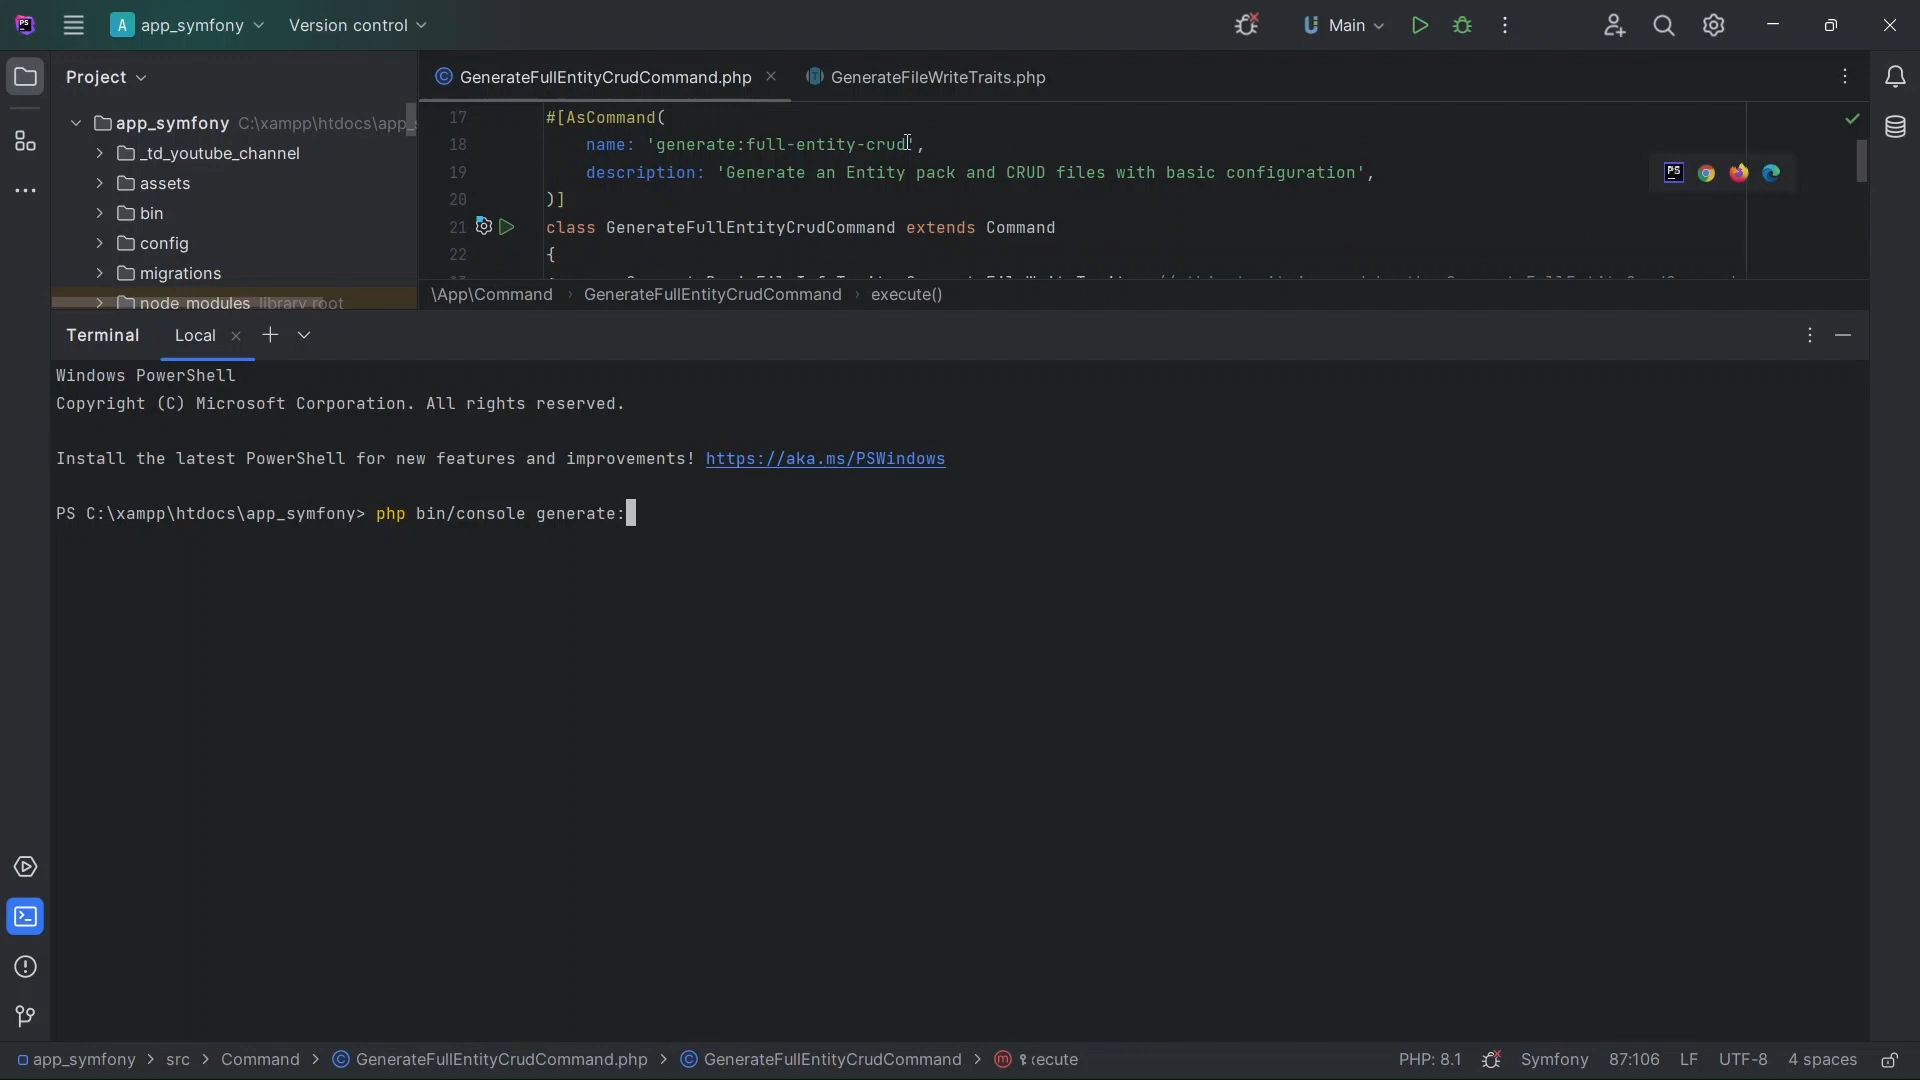 PS
A app_symfony
Version control
Main
Project
GenerateFullEntityCrudCommand.php
GenerateFileWriteTraits.php
app_symfony C:\xampp\htdocs\app_s
_td_youtube_channel
assets
bin
config
migrations
node_modules library root
17 #[AsCommand(
18 name: 'generate:full-entity-crud',
19 description: 'Generate an Entity pack and CRUD files with basic configuration',
20 )]
21 class GenerateFullEntityCrudCommand extends Command
22 {
PS
\App\Command GenerateFullEntityCrudCommand execute()
Terminal Local
Windows PowerShell
Copyright (C) Microsoft Corporation. All rights reserved.
Install the latest PowerShell for new features and improvements! https://aka.ms/PSWindows
PS C:\xampp\htdocs\app_symfony> php bin/console generate:
app_symfony > src > Command > GenerateFullEntityCrudCommand.php > GenerateFullEntityCrudCommand > m ecute
PHP: 8.1 Symfony 87:106 LF UTF-8 4 spaces